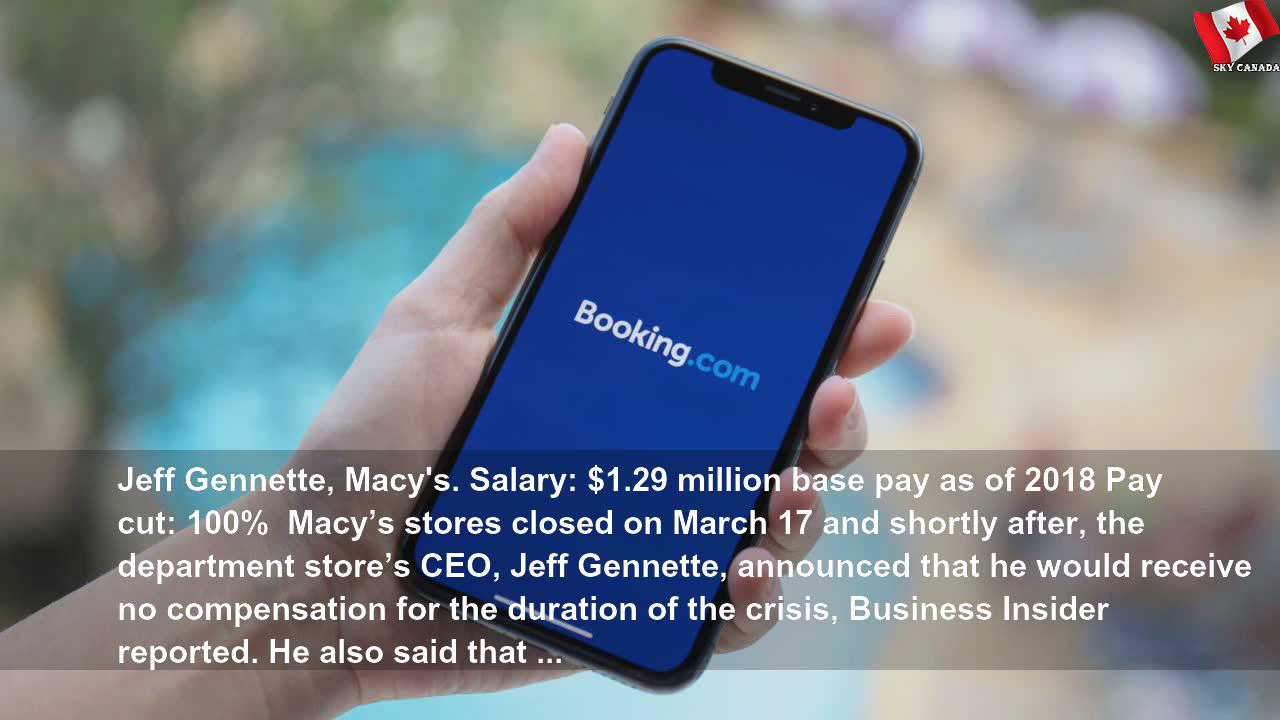 SKY CANADA
Booking.com
Jeff Gennette, Macy's. Salary: $1.29 million base pay as of 2018 Pay
cut: 100%  Macy’s stores closed on March 17 and shortly after, the
department store’s CEO, Jeff Gennette, announced that he would receive
no compensation for the duration of the crisis, Business Insider
reported. He also said that ...